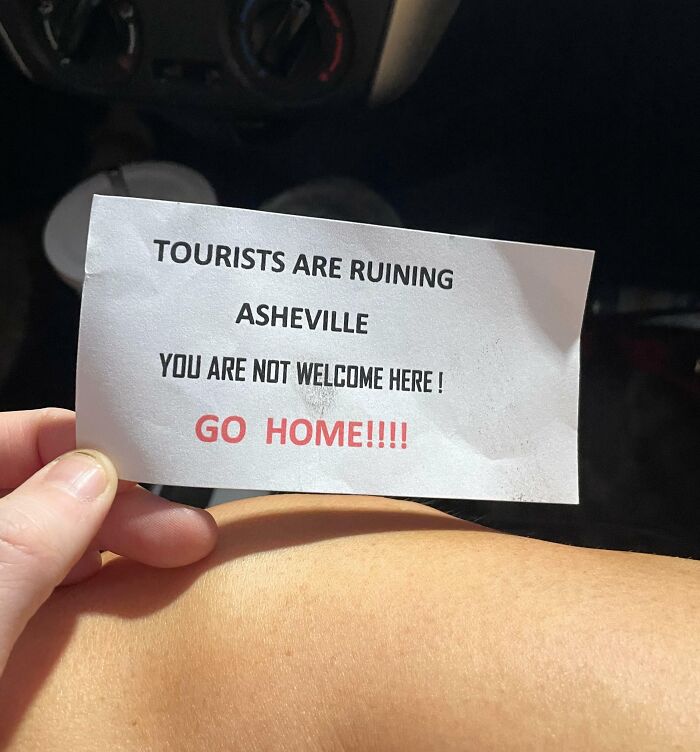 TOURISTS ARE RUINING
ASHEVILLE
YOU ARE NOT WELCOME HERE !
GO HOME!!!!